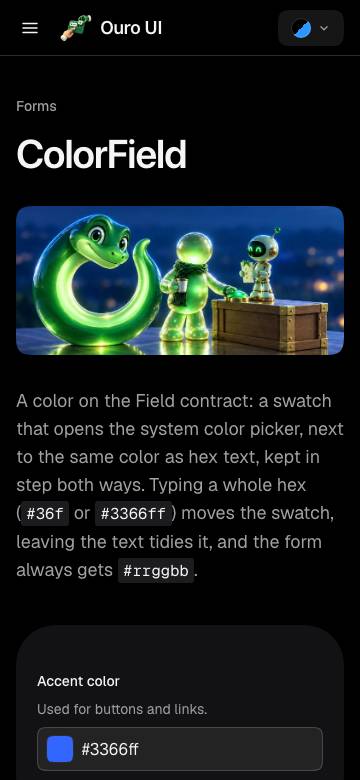 Ouro UI
Forms
ColorField
A color on the Field contract: a swatch
that opens the system color picker, next
to the same color as hex text, kept in
step both ways. Typing a whole hex
(#36f or #3366ff) moves the swatch,
leaving the text tidies it, and the form
always gets #rrggbb.
Accent color
Used for buttons and links.
#3366ff